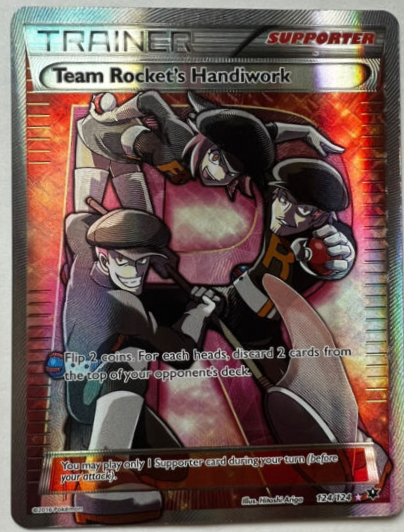 TRAINER
SUPPORTER
Team Rocket's Handiwork
R
Flip 2 coins. For each heads, discard 2 cards from
the top of your opponent's deck.
You may play only 1 Supporter card during your turn (before
your attack).
©2016 Pokémon
Illus. Hitoshi Ariga
124/124